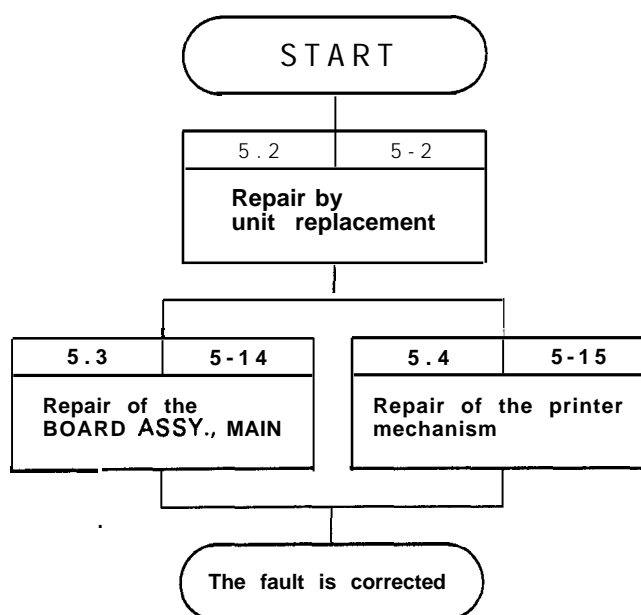 START
5.2 5-2
Repair by
unit replacement
5.3 5-14
Repair of the
BOARD ASSY., MAIN
5.4 5-15
Repair of the printer
mechanism
The fault is corrected